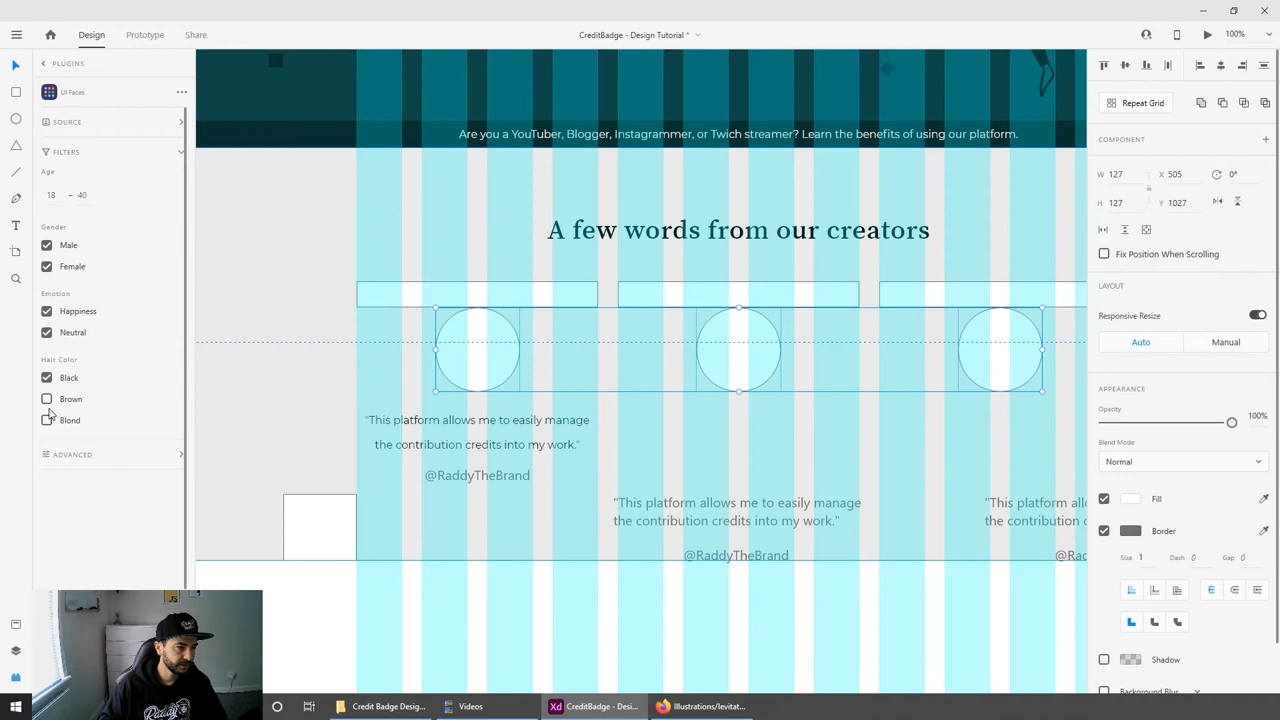 Design
Prototype
Share
CreditBadge - Design Tutorial *
100%
PLUGINS
UI Faces
SOURCE
FILTERS
Age
18 – 40
Gender
Male
Female
Emotion
Happiness
Neutral
Hair Color
Black
Brown
Blond
ADVANCED
Are you a YouTuber, Blogger, Instagrammer, or Twich streamer? Learn the benefits of using our platform.
A few words from our creators
"This platform allows me to easily manage
the contribution credits into my work."
@RaddyTheBrand
"This platform allows me to easily manage
the contribution credits into my work."
@RaddyTheBrand
"This platform all
the contribution c
@Ra
Repeat Grid
COMPONENT
W 127 X 505 0°
H 127 Y 1027
Fix Position When Scrolling
LAYOUT
Responsive Resize
Auto
Manual
APPEARANCE
Opacity
100%
Blend Mode
Normal
Fill
Border
Size 1 Dash 0 Gap 0
Shadow
Background Blur
JS
Credit Badge Desig...
Videos
Xd CreditBadge - Desi...
Illustrations/levitat...